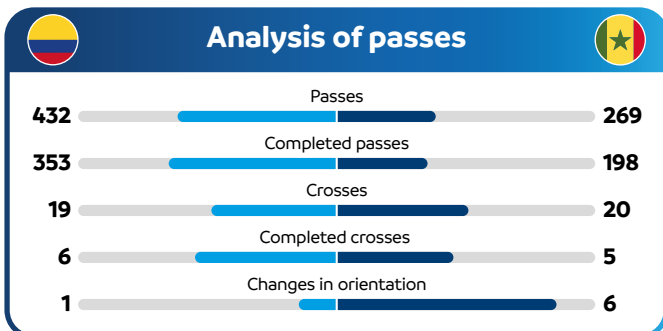 Analysis of passes
Passes
432 269
Completed passes
353 198
Crosses
19 20
Completed crosses
6 5
Changes in orientation
1 6